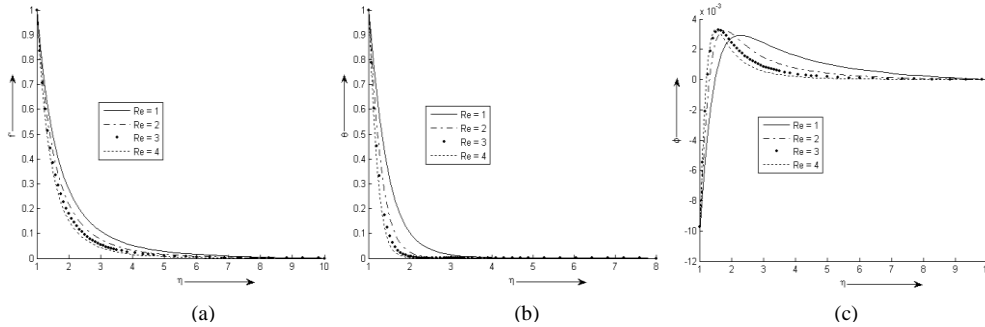 1
0.9
0.8
0.7
0.6
0.5
0.4
0.3
0.2
0.1
0
f'
Re = 1
Re = 2
Re = 3
Re = 4
1 2 3 4 5 6 7 8 9 10
η
(a)
1
0.9
0.8
0.7
0.6
0.5
0.4
0.3
0.2
0.1
0
θ
Re = 1
Re = 2
Re = 3
Re = 4
1 2 3 4 5 6 7 8
η
(b)
x 10⁻³
4
2
0
-2
-4
-6
-8
-10
-12
ϕ
Re = 1
Re = 2
Re = 3
Re = 4
1 2 3 4 5 6 7 8 9
η
(c)